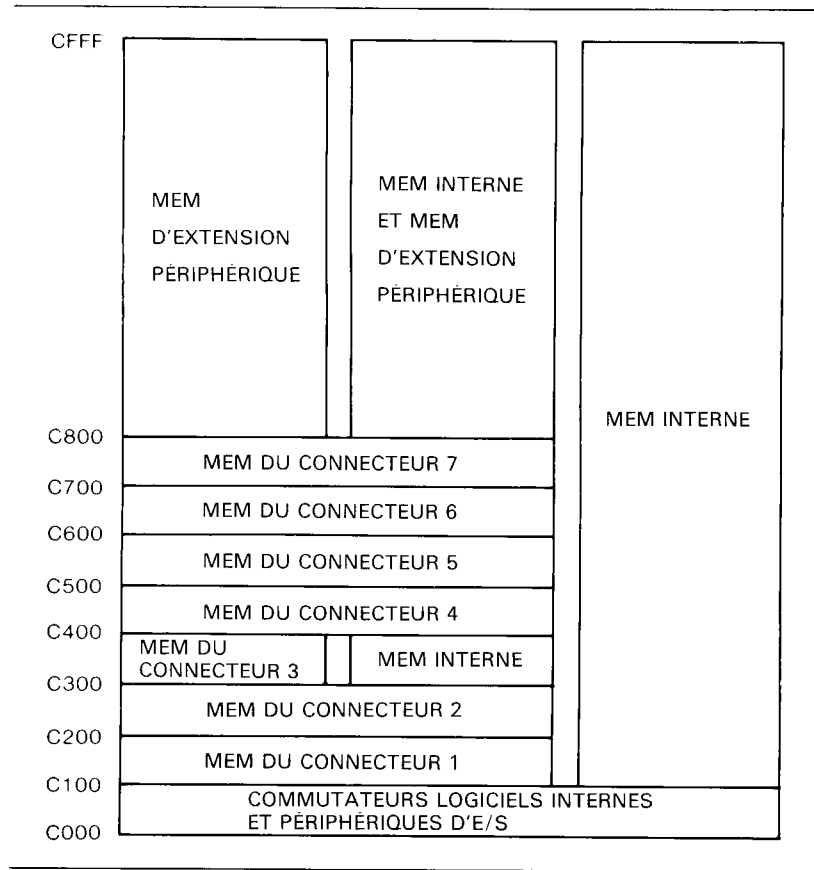 CFFF
MEM
D'EXTENSION
PÉRIPHÉRIQUE
MEM INTERNE
ET MEM
D'EXTENSION
PÉRIPHÉRIQUE
MEM INTERNE
C800
MEM DU CONNECTEUR 7
C700
MEM DU CONNECTEUR 6
C600
MEM DU CONNECTEUR 5
C500
MEM DU CONNECTEUR 4
C400
MEM DU
CONNECTEUR 3
MEM INTERNE
C300
MEM DU CONNECTEUR 2
C200
MEM DU CONNECTEUR 1
C100
COMMUTATEURS LOGICIELS INTERNES
ET PÉRIPHÉRIQUES D'E/S
C000